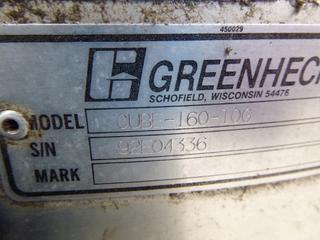 450029
GREENHECK
SCHOFIELD, WISCONSIN 54476
MODEL CUBE-160-10G
S/N 92E04336
MARK